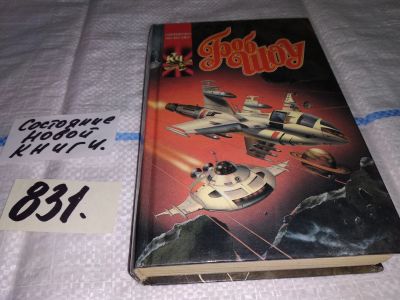 Боб
Шоу
Состояние
новой
книги.
831.